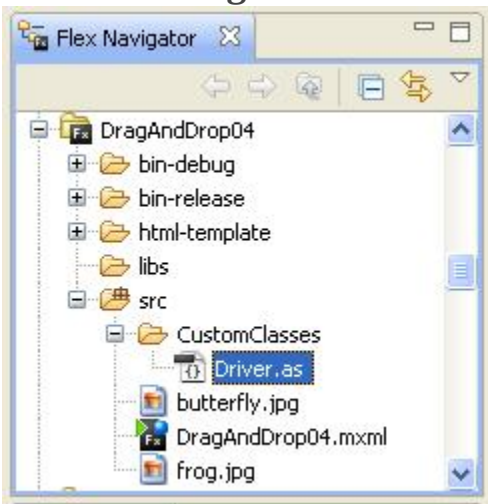 Flex Navigator
DragAndDrop04
bin-debug
bin-release
html-template
libs
src
CustomClasses
Driver.as
butterfly.jpg
DragAndDrop04.mxml
frog.jpg